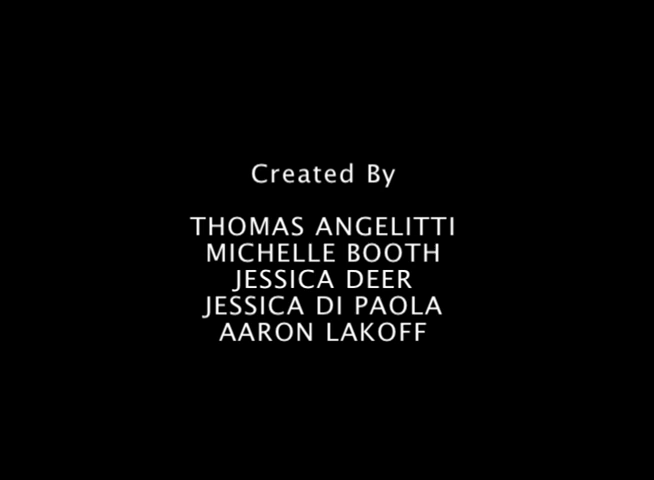 Created By
THOMAS ANGELITTI
MICHELLE BOOTH
JESSICA DEER
JESSICA DI PAOLA
AARON LAKOFF